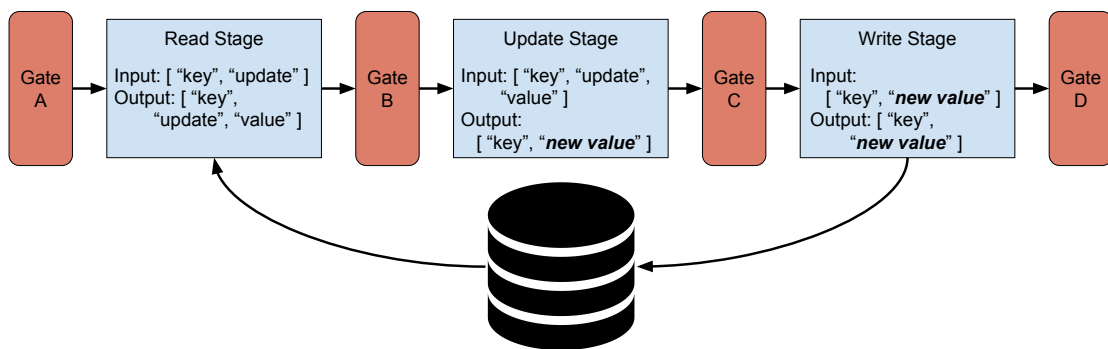 Gate
A
Read Stage
Input: [ “key”, “update” ]
Output: [ “key”,
“update”, “value” ]
Gate
B
Update Stage
Input: [ “key”, “update”,
“value” ]
Output:
[ “key”, “new value” ]
Gate
C
Write Stage
Input:
[ “key”, “new value” ]
Output: [ “key”,
“new value” ]
Gate
D